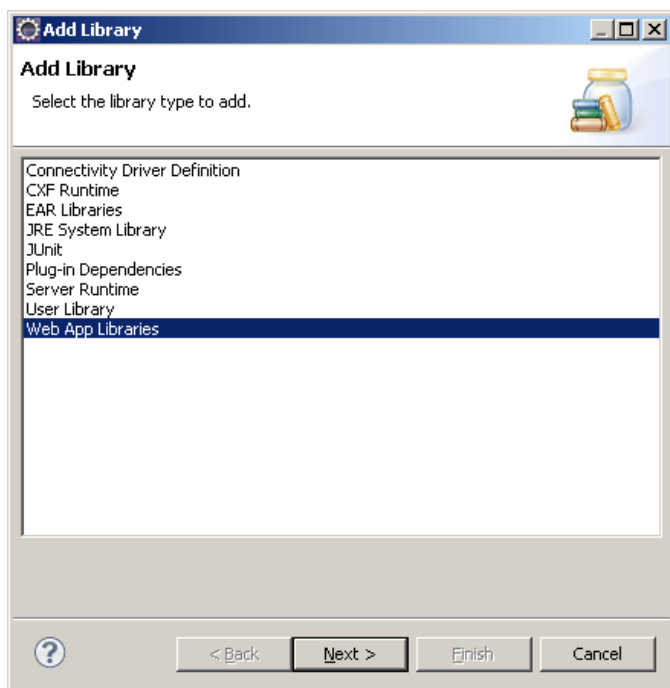 Add Library
Add Library
Select the library type to add.
Connectivity Driver Definition
CXF Runtime
EAR Libraries
JRE System Library
JUnit
Plug-in Dependencies
Server Runtime
User Library
Web App Libraries
? < Back Next > Finish Cancel